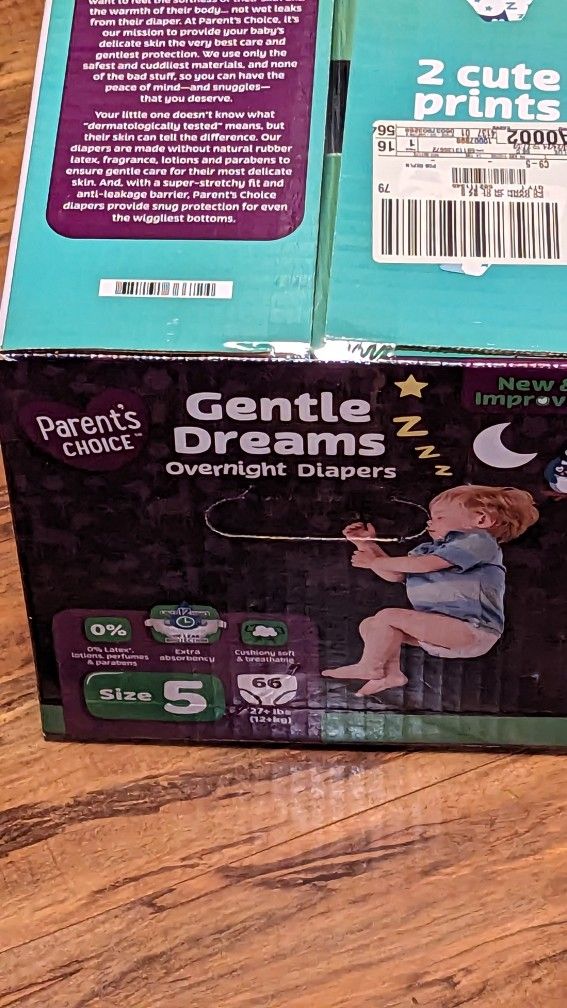 the warmth of their body... not wet leaks
from their diaper. At Parent's Choice, it's
our mission to provide your baby's
delicate skin the very best care and
gentlest protection. We use only the
safest and cuddliest materials, and none
of the bad stuff, so you can have the
peace of mind—and snuggles—
that you deserve.
Your little one doesn't know what
"dermatologically tested" means, but
their skin can tell the difference. Our
diapers are made without natural rubber
latex, fragrance, lotions and parabens to
ensure gentle care for their most delicate
skin. And, with a super-stretchy fit and
anti-leakage barrier, Parent's Choice
diapers provide snug protection for even
the wiggliest bottoms.
2 cute
prints
Parent's
CHOICE™
Gentle
Dreams
Overnight Diapers
z
z
z
z
New &
Improv
0%
0% Latex*,
lotions, perfumes
& parabens
Extra
absorbency
Cushiony soft
& breathable
Size 5
66
27+ lbs
(12+kg)